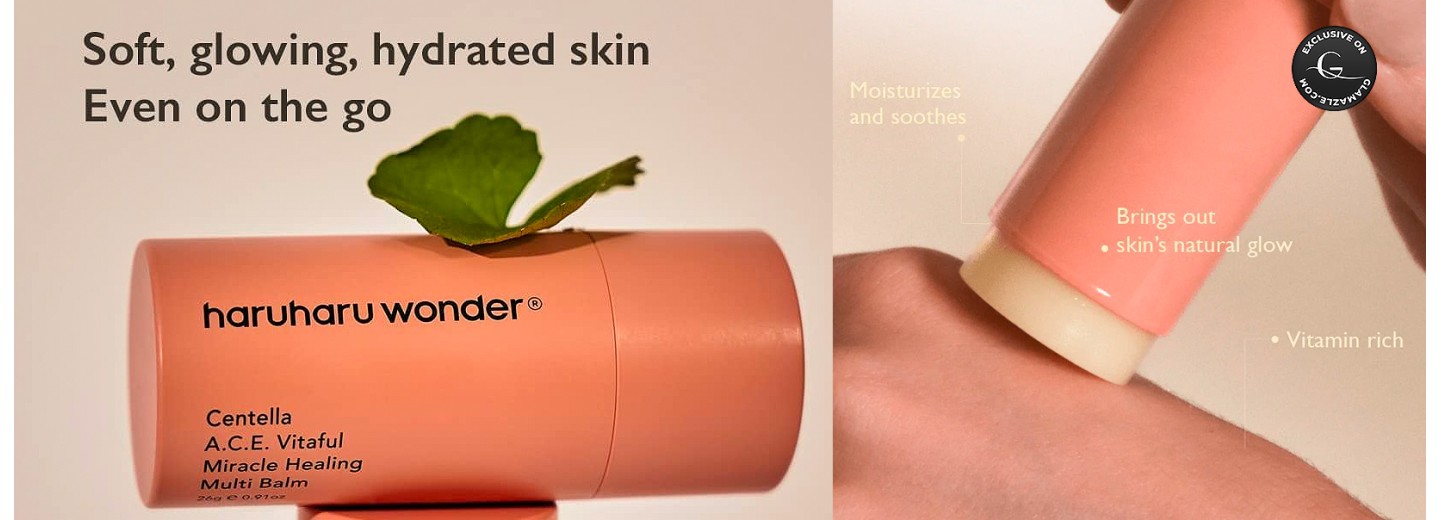 Soft, glowing, hydrated skin
Even on the go
haruharu wonder®
Centella
A.C.E. Vitaful
Miracle Healing
Multi Balm
26g ℮ 0.91oz
Moisturizes
and soothes
Brings out
skin's natural glow
Vitamin rich
EXCLUSIVE ON
G
GLAMAZLE.COM